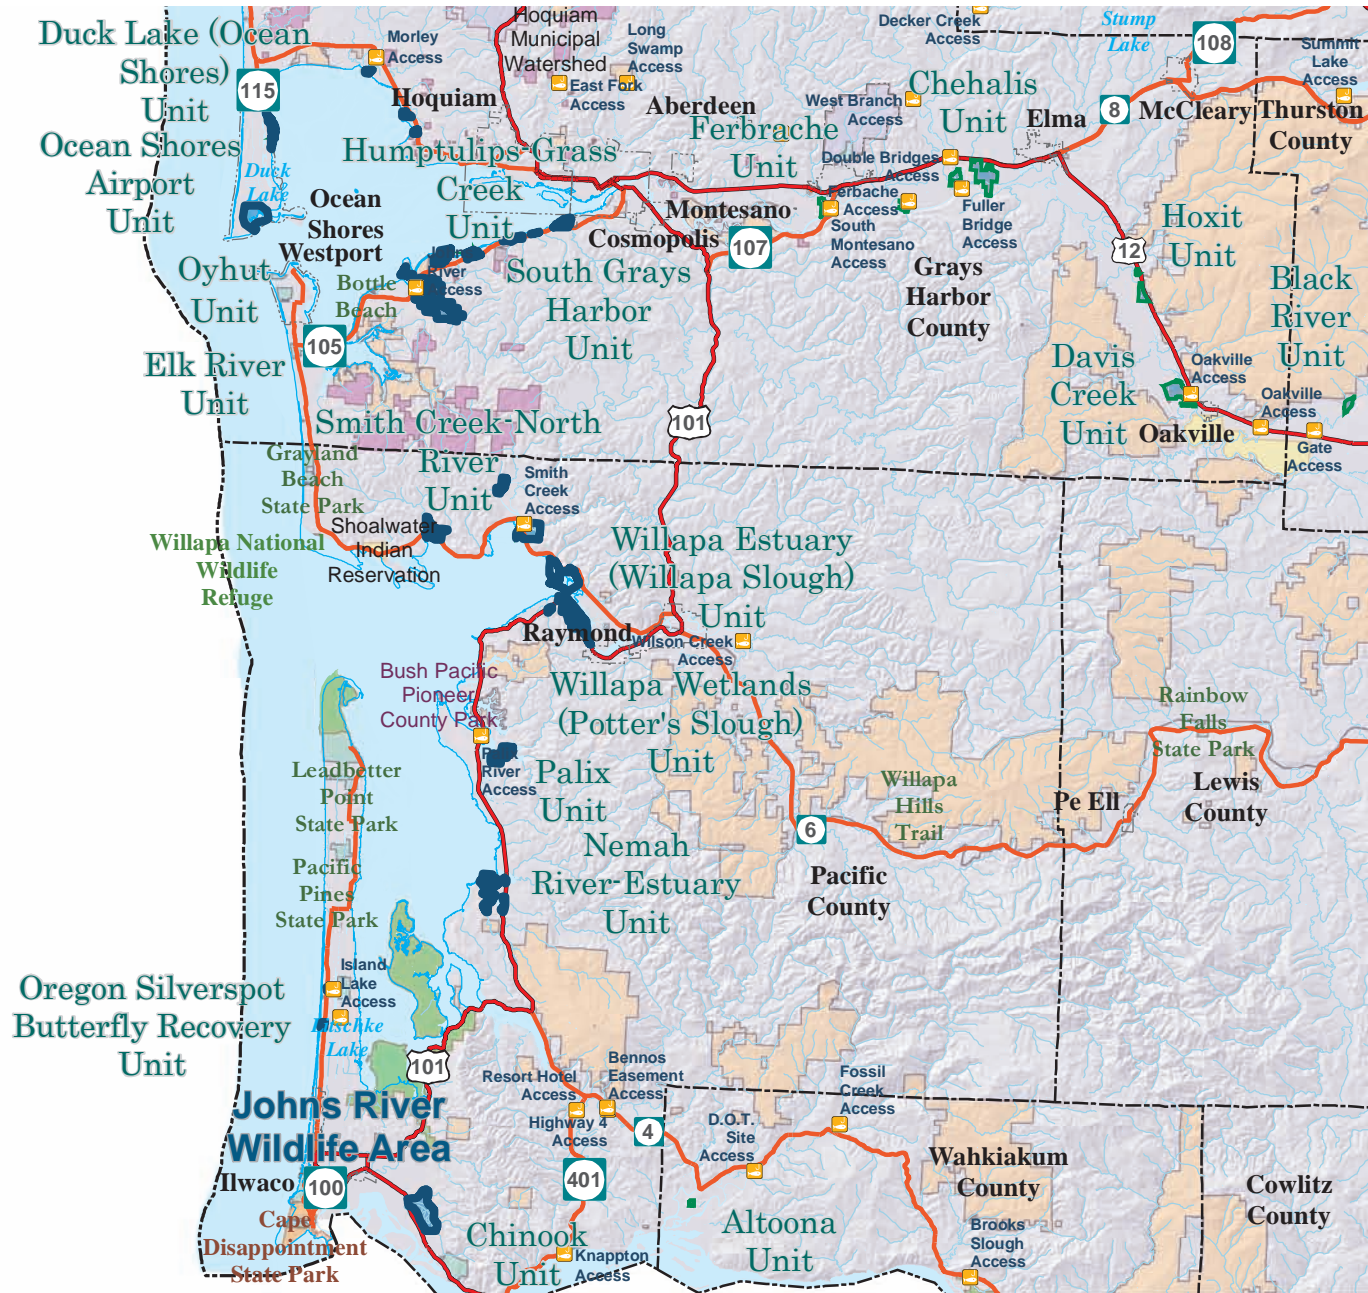 Duck Lake (Ocean
Shores)
Unit
115
Ocean Shores
Airport
Unit
Duck
Lake
Morley
Access
Hoquiam
Hoquiam
Municipal
Watershed
Long
Swamp
Access
East Fork
Access
Aberdeen
Decker Creek
Access
Stump
Lake
108
Summit
Lake
Access
West Branch
Access
Chehalis
Unit
8
Elma
McCleary
Thurston
County
Humptulips-Grass
Creek
Unit
Ferbrache
Unit
Double Bridges
Access
Ferbache
Access
Fuller
Bridge
Access
South
Montesano
Access
Ocean
Shores
Westport
Montesano
Cosmopolis
107
Oyhut
Unit
Bottle
Beach
River
Access
South Grays
Harbor
Unit
Grays
Harbor
County
12
Hoxit
Unit
Black
River
Unit
105
Elk River
Unit
Davis
Creek
Unit
Oakville
Access
Oakville
Access
Oakville
Gate
Access
101
Smith Creek-North
River
Unit
Grayland
Beach
State Park
Smith
Creek
Access
Shoalwater
Indian
Reservation
Willapa National
Wildlife
Refuge
Willapa Estuary
(Willapa Slough)
Unit
Raymond
Wilson Creek
Access
Bush Pacific
Pioneer
County Park
Willapa Wetlands
(Potter's Slough)
Unit
River
Access
Palix
Unit
Rainbow
Falls
State Park
Lewis
County
Leadbetter
Point
State Park
Willapa
Hills
Trail
Pe Ell
6
Nemah
River-Estuary
Unit
Pacific
County
Pacific
Pines
State Park
Island
Lake
Access
Lake
Oregon Silverspot
Butterfly Recovery
Unit
101
Johns River
Wildlife Area
Resort Hotel
Access
Bennos
Easement
Access
Highway 4
Access
4
D.O.T.
Site
Access
Fossil
Creek
Access
Wahkiakum
County
Cowlitz
County
Ilwaco
100
401
Cape
Disappointment
State Park
Chinook
Unit
Knappton
Access
Altoona
Unit
Brooks
Slough
Access